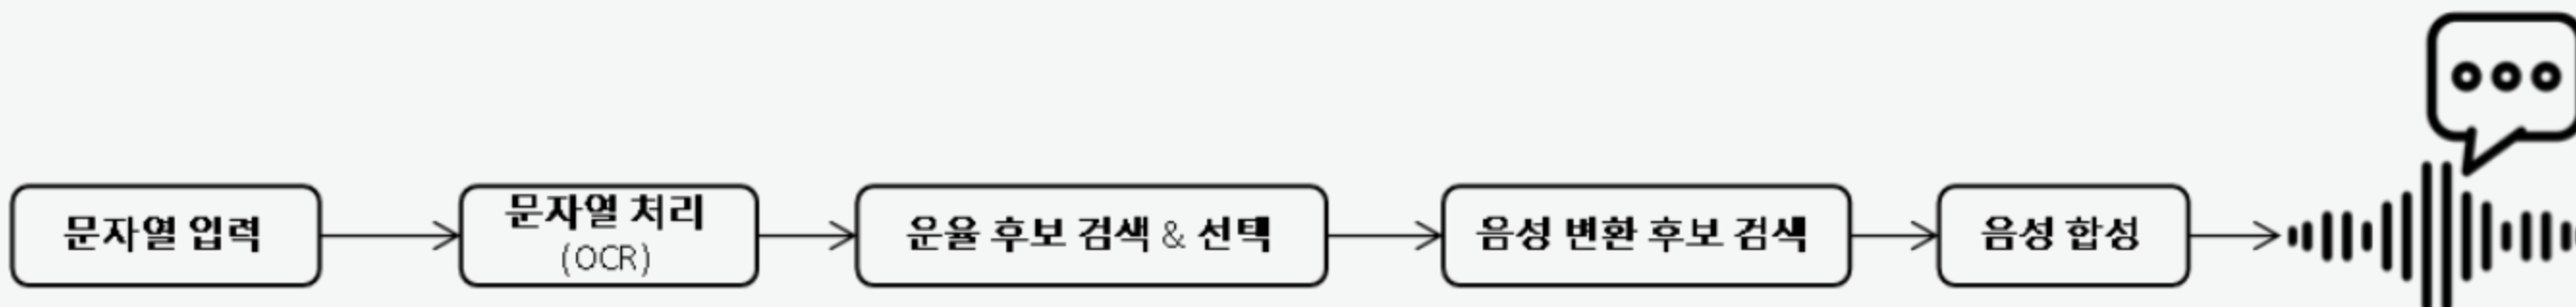 문자열 입력
문자열 처리
(OCR)
운율 후보 검색 & 선택
음성 변환 후보 검색
음성 합성